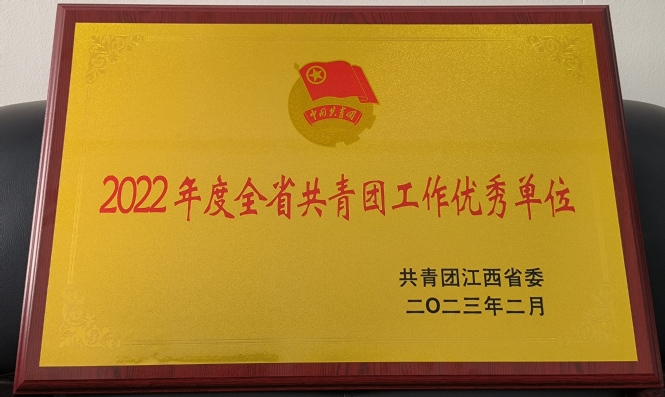 中国共青团
2022年度全省共青团工作优秀单位
共青团江西省委
二〇二三年二月